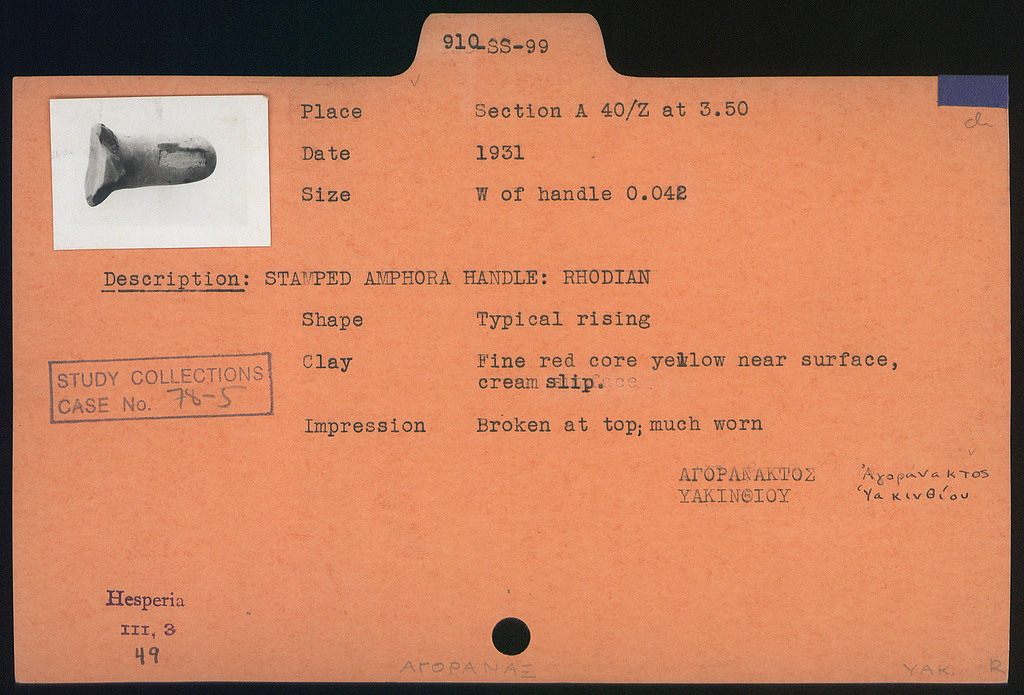 910-SS-99
ch
Place Section A 40/Z at 3.50
Date 1931
Size W of handle 0.042
Description: STAMPED AMPHORA HANDLE: RHODIAN
Shape Typical rising
Clay Fine red core yellow near surface,
cream slip.
STUDY COLLECTIONS
CASE No. 78-5
Impression Broken at top; much worn
ΑΓΟΡΑΝΑΚΤΟΣ Ἀγορανακτος
ΥΑΚΙΝΘΙΟΥ Ὑακινθίου
Hesperia
III, 3
49
ΑΓΟΡΑΝΑΞ ΥΑΚ. R